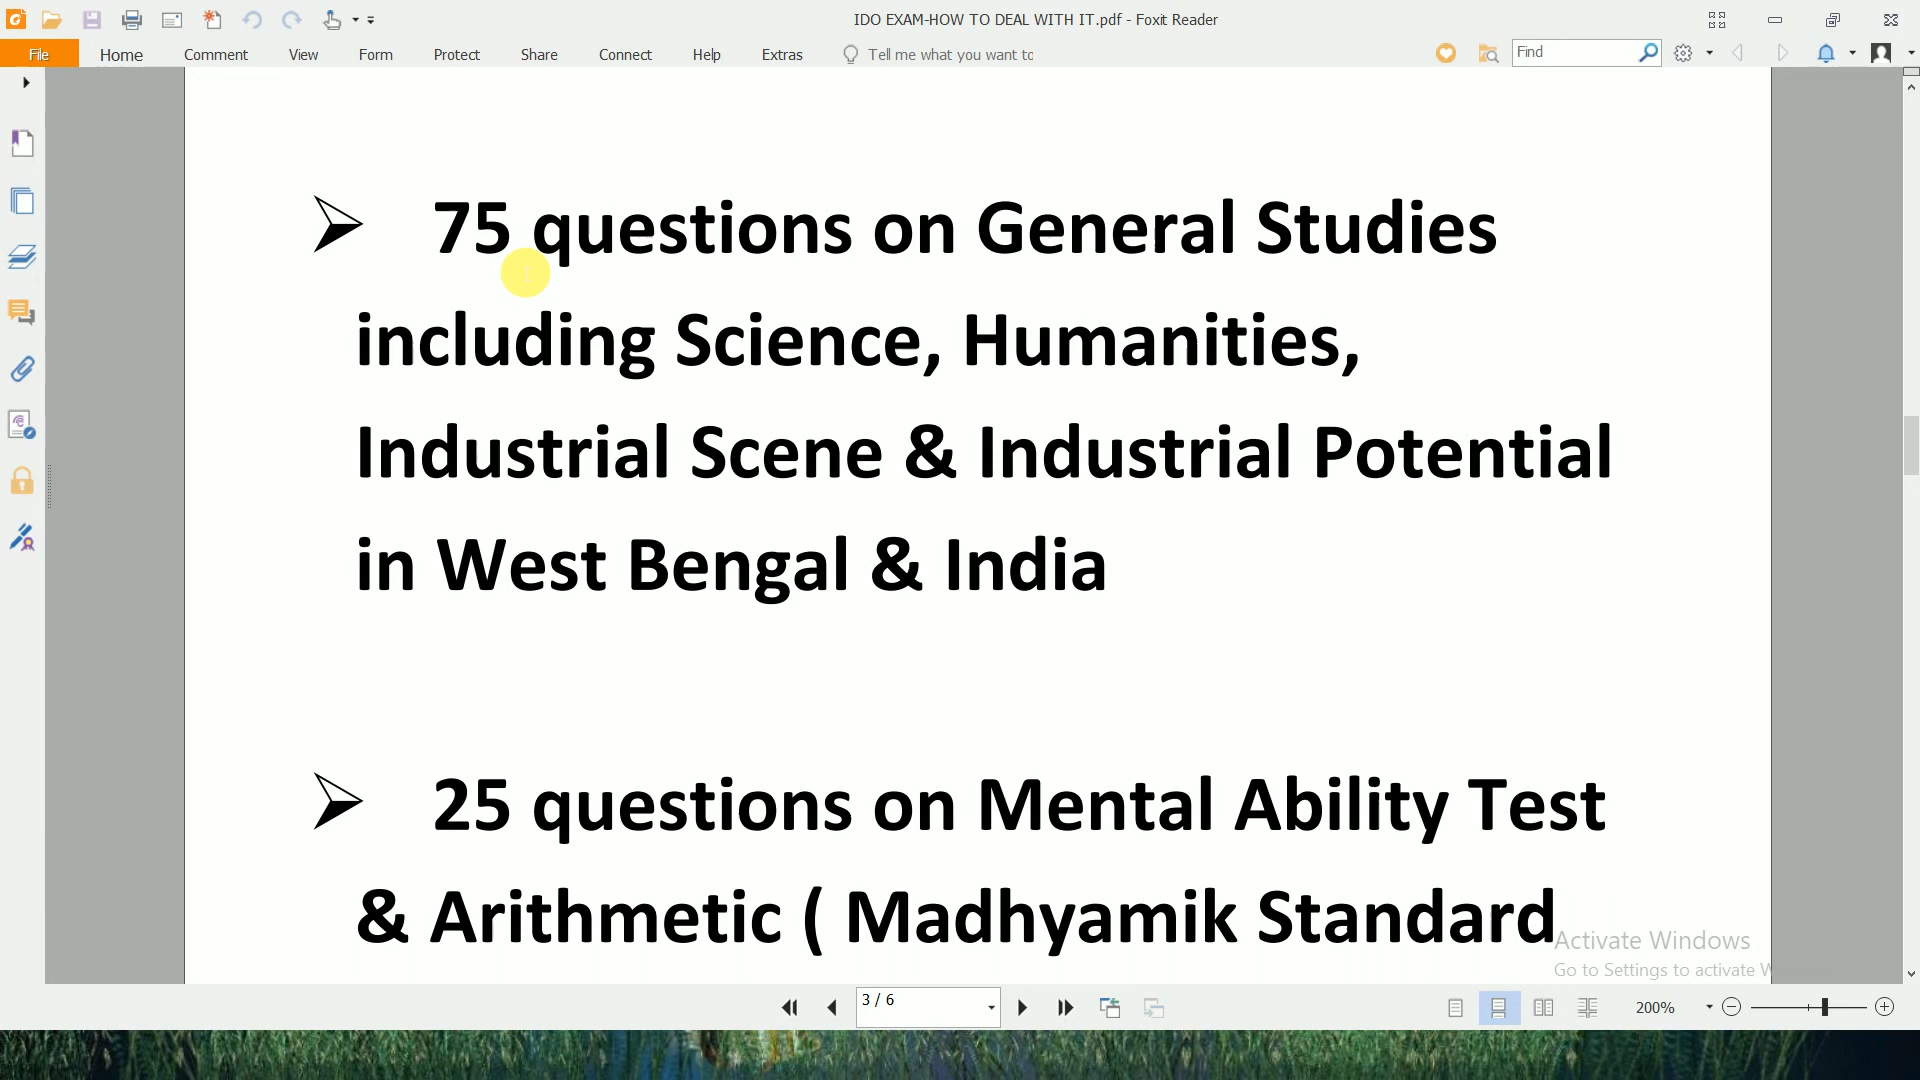 IDO EXAM-HOW TO DEAL WITH IT.pdf - Foxit Reader
File Home Comment View Form Protect Share Connect Help Extras Tell me what you want to Find
75 questions on General Studies
including Science, Humanities,
Industrial Scene & Industrial Potential
in West Bengal & India
25 questions on Mental Ability Test
& Arithmetic ( Madhyamik Standard
Activate Windows
Go to Settings to activate W
3 / 6 200%